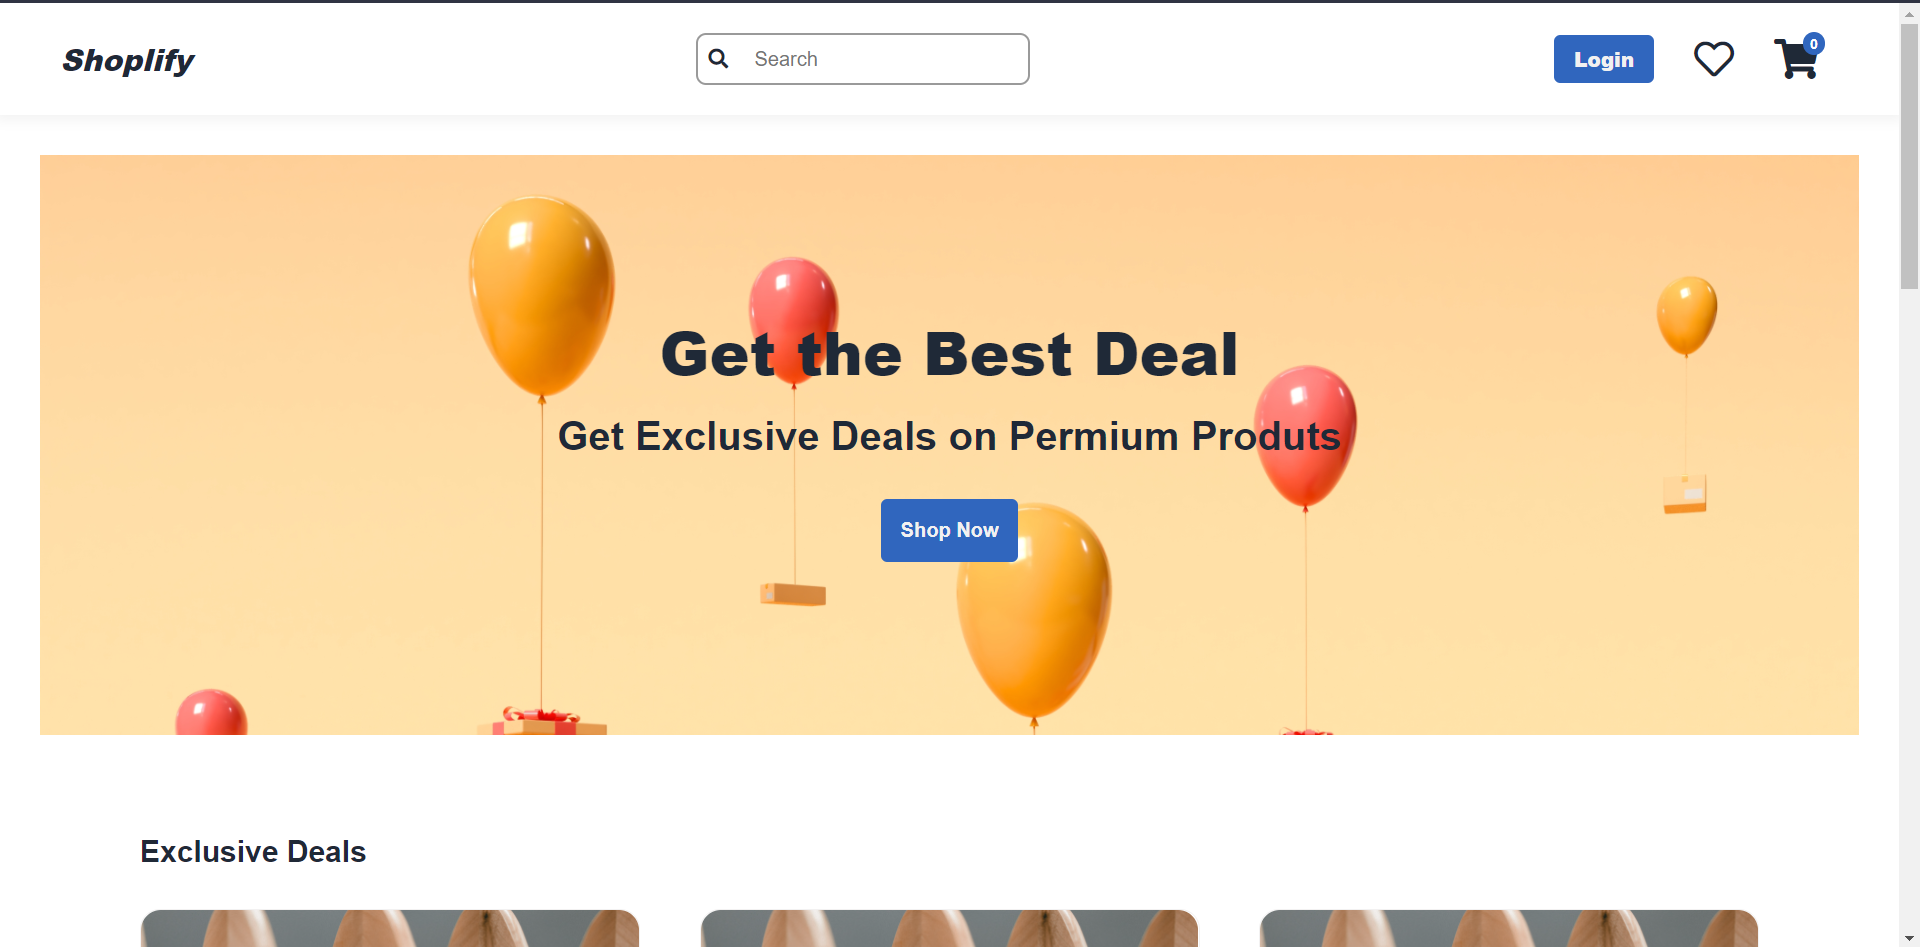 Shoplify
Search
Login
0
Get the Best Deal
Get Exclusive Deals on Permium Produts
Shop Now
Exclusive Deals